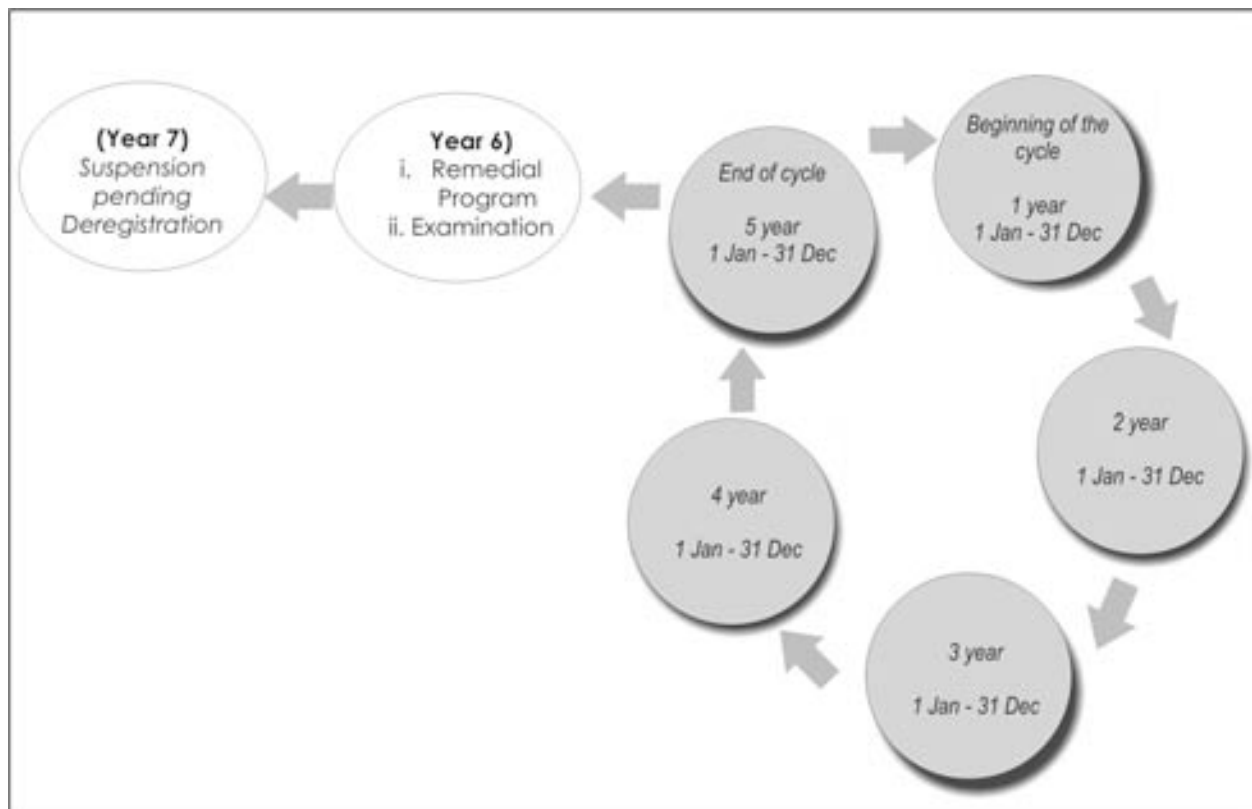 (Year 7)
Suspension
pending
Deregistration
Year 6)
i. Remedial
Program
ii. Examination
End of cycle
5 year
1 Jan - 31 Dec
Beginning of the
cycle
1 year
1 Jan - 31 Dec
2 year
1 Jan - 31 Dec
3 year
1 Jan - 31 Dec
4 year
1 Jan - 31 Dec